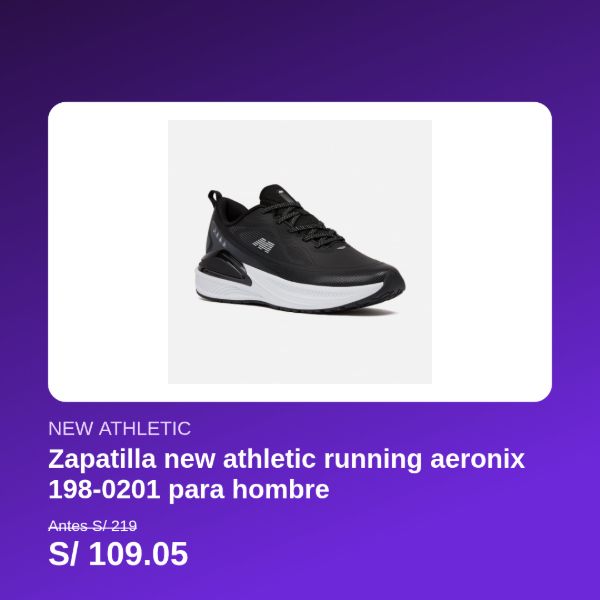 NEW ATHLETIC
Zapatilla new athletic running aeronix
198-0201 para hombre
Antes S/ 219
S/ 109.05